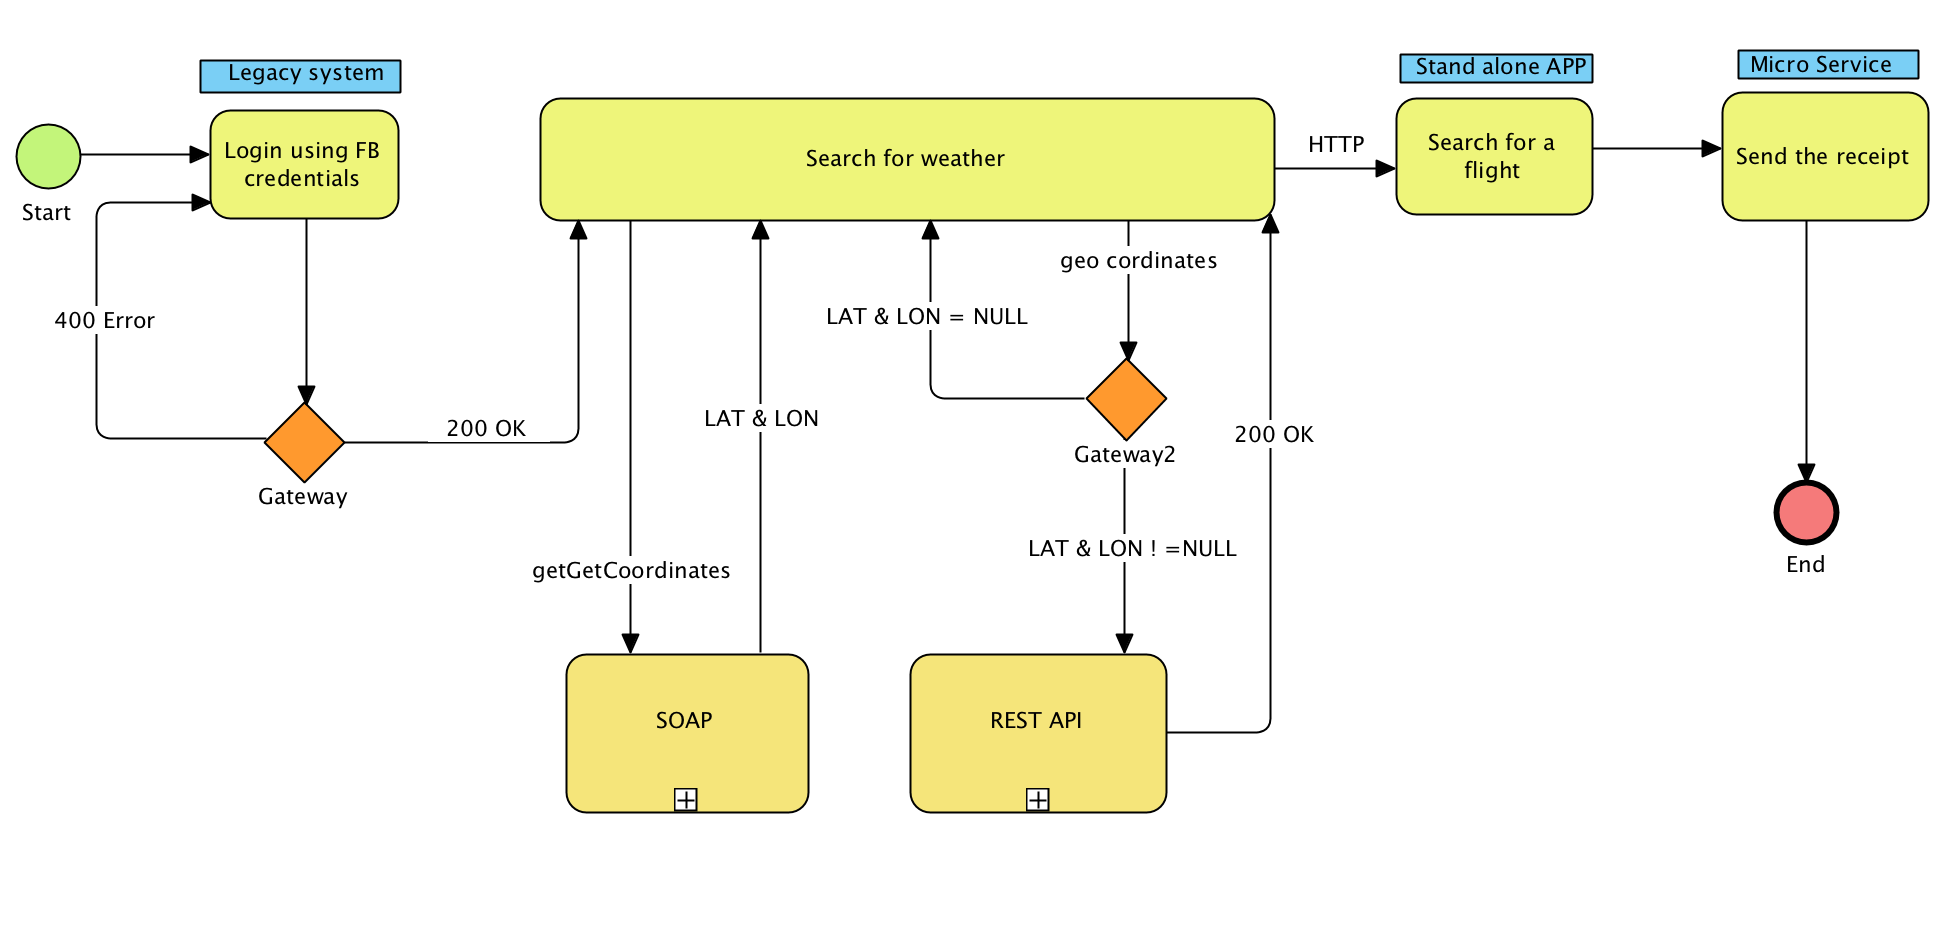 Legacy system
Stand alone APP
Micro Service
Start
Login using FB
credentials
Search for weather
HTTP
Search for a
flight
Send the receipt
400 Error
Gateway
200 OK
getGetCoordinates
LAT & LON
LAT & LON = NULL
geo cordinates
Gateway2
LAT & LON ! =NULL
200 OK
SOAP
REST API
End